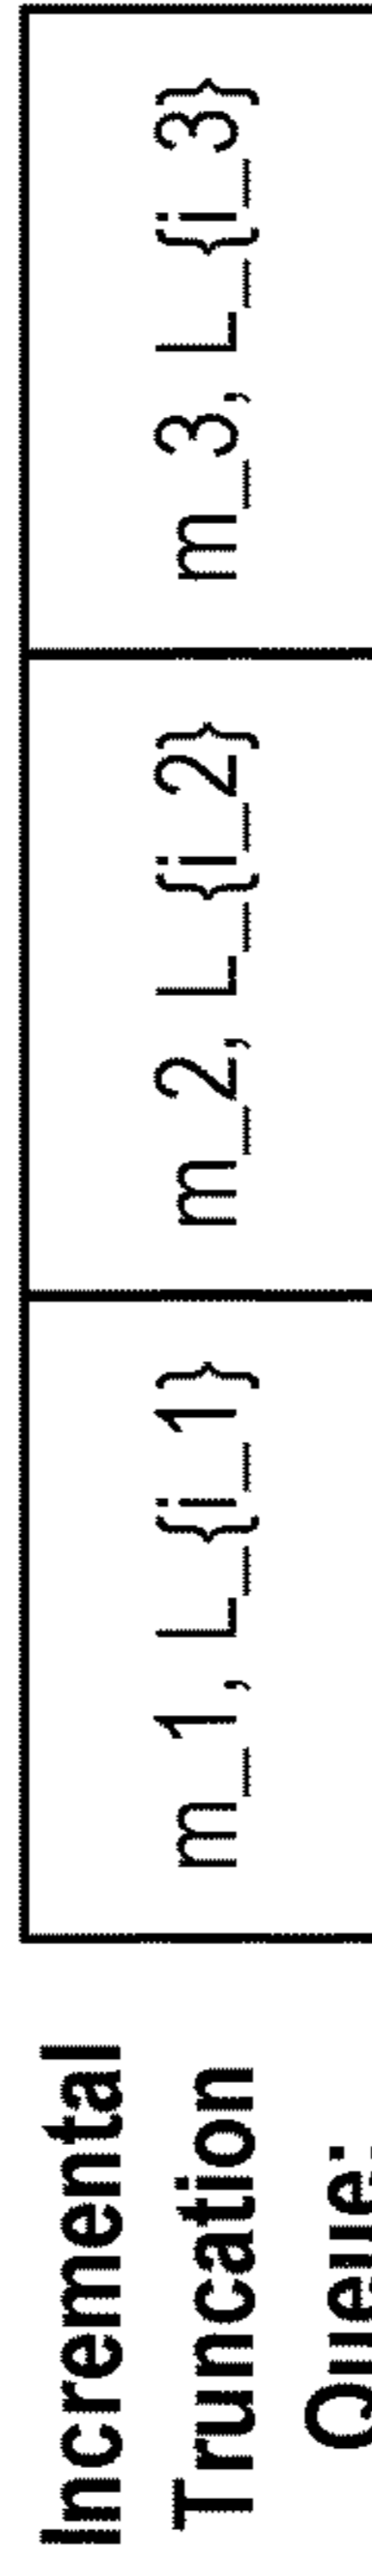 Incremental
Truncation
Queue:
m_1, L_{i_1}
m_2, L_{i_2}
m_3, L_{i_3}